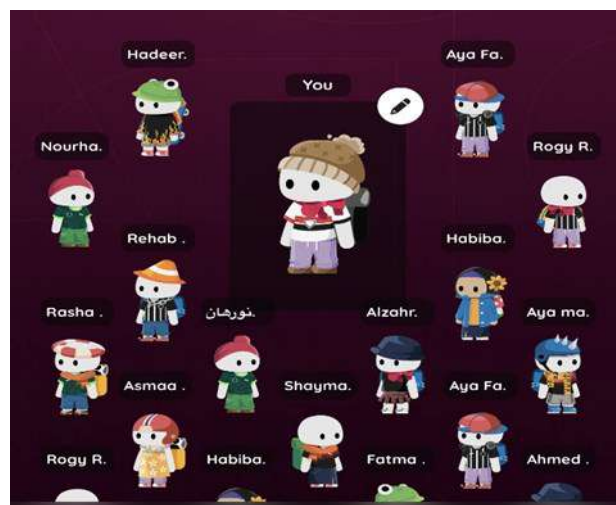 Hadeer.
Aya Fa.
You
Nourha.
Rogy R.
Rehab .
Habiba.
Rasha .
نورهان.
Alzahr.
Aya ma.
Asmaa .
Shayma.
Aya Fa.
Rogy R.
Habiba.
Fatma .
Ahmed .